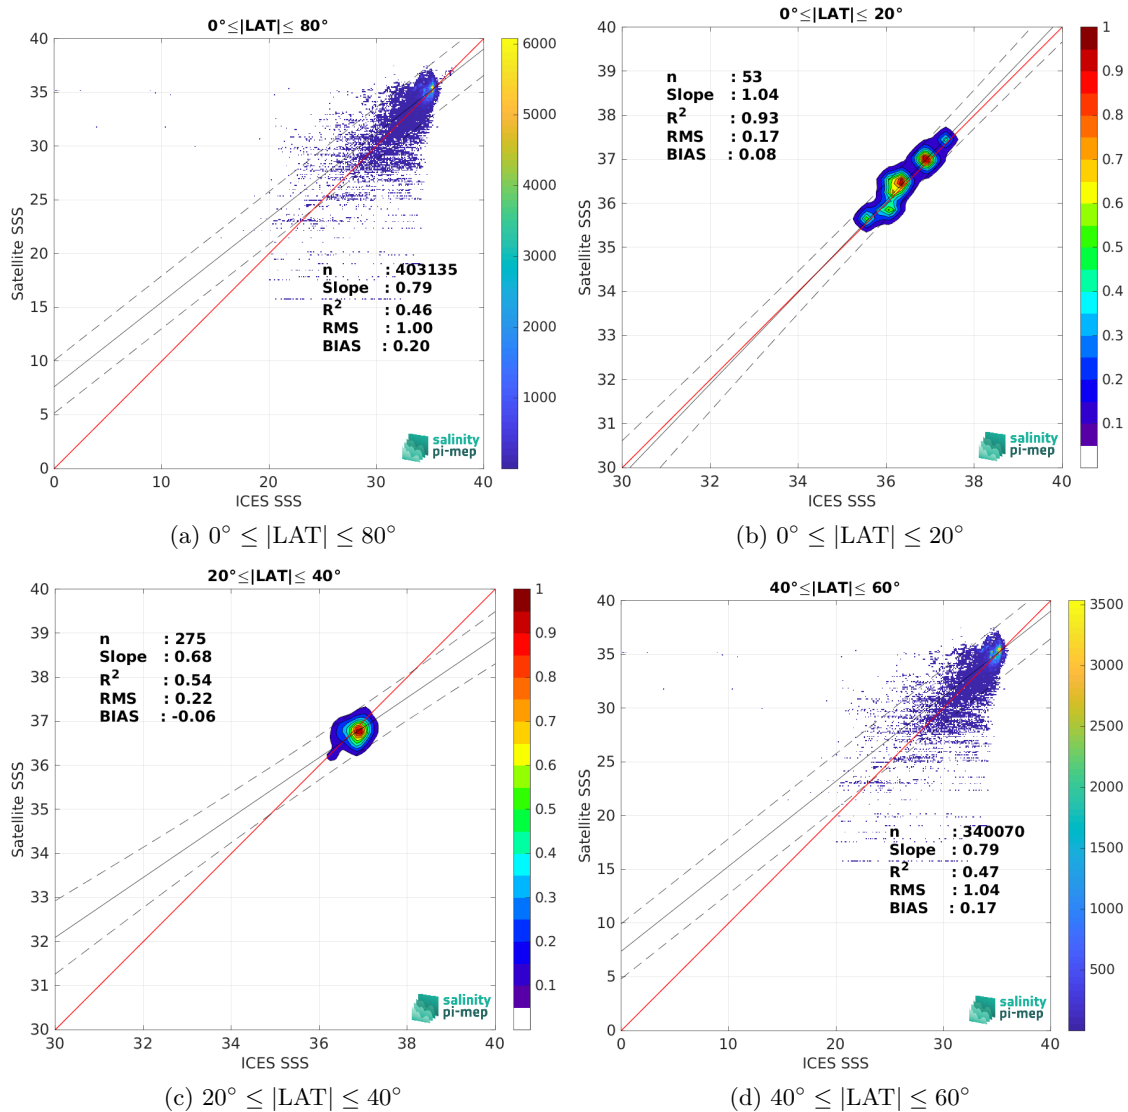 0°≤|LAT|≤ 80°
40
35
30
25
20
15
10
5
0
0
10
20
30
40
Satellite SSS
ICES SSS
n : 403135
Slope : 0.79
R² : 0.46
RMS : 1.00
BIAS : 0.20
6000
5000
4000
3000
2000
1000
salinity
pi-mep
(a) 0° ≤ |LAT| ≤ 80°
0°≤|LAT|≤ 20°
40
39
38
37
36
35
34
33
32
31
30
30
32
34
36
38
40
Satellite SSS
ICES SSS
n : 53
Slope : 1.04
R² : 0.93
RMS : 0.17
BIAS : 0.08
1
0.9
0.8
0.7
0.6
0.5
0.4
0.3
0.2
0.1
salinity
pi-mep
(b) 0° ≤ |LAT| ≤ 20°
20°≤|LAT|≤ 40°
40
39
38
37
36
35
34
33
32
31
30
30
32
34
36
38
40
Satellite SSS
ICES SSS
n : 275
Slope : 0.68
R² : 0.54
RMS : 0.22
BIAS : -0.06
1
0.9
0.8
0.7
0.6
0.5
0.4
0.3
0.2
0.1
salinity
pi-mep
(c) 20° ≤ |LAT| ≤ 40°
40°≤|LAT|≤ 60°
40
35
30
25
20
15
10
5
0
0
10
20
30
40
Satellite SSS
ICES SSS
n : 340070
Slope : 0.79
R² : 0.47
RMS : 1.04
BIAS : 0.17
3500
3000
2500
2000
1500
1000
500
salinity
pi-mep
(d) 40° ≤ |LAT| ≤ 60°